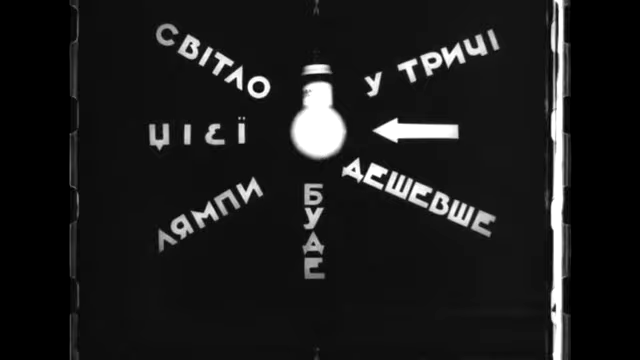 СВІТЛО
ЦІЄЇ
ЛЯМПИ
БУДЕ
У ТРИЧІ
ДЕШЕВШЕ